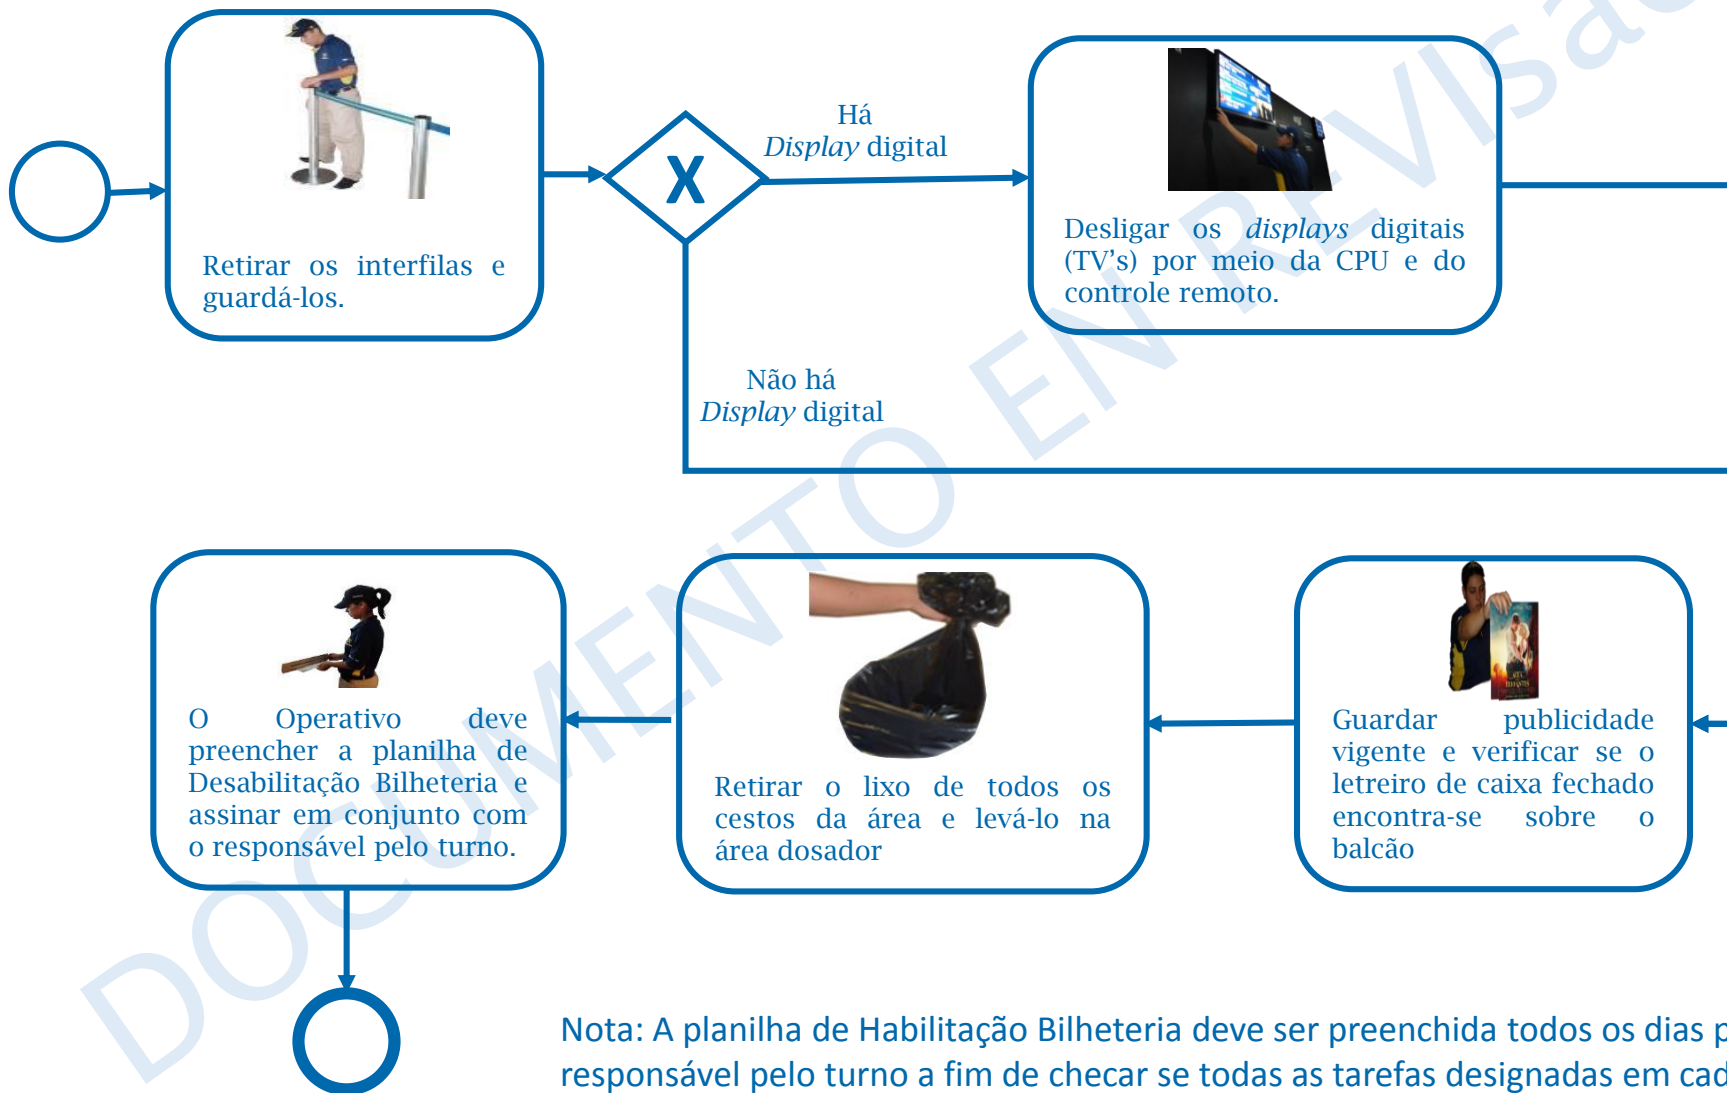 Retirar os interfilas e
guardá-los.
X
Há
Display digital
Desligar os displays digitais
(TV's) por meio da CPU e do
controle remoto.
Não há
Display digital
O Operativo deve
preencher a planilha de
Desabilitação Bilheteria e
assinar em conjunto com
o responsável pelo turno.
Retirar o lixo de todos os
cestos da área e levá-lo na
área dosador
Guardar publicidade
vigente e verificar se o
letreiro de caixa fechado
encontra-se sobre o
balcão
Nota: A planilha de Habilitação Bilheteria deve ser preenchida todos os dias p
responsável pelo turno a fim de checar se todas as tarefas designadas em cad
DOCUMENTO EN REVISaO